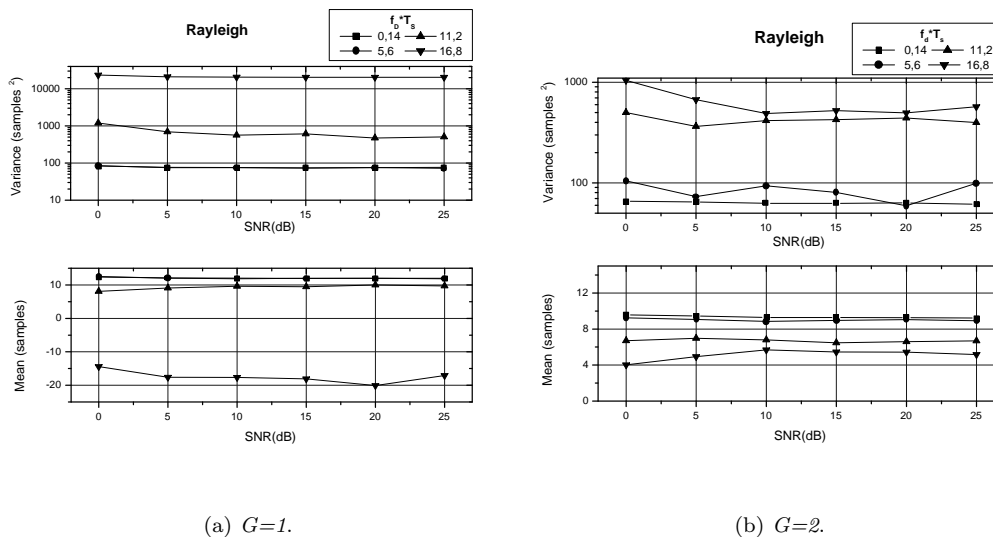 Rayleigh
f_D*T_S
0,14 11,2
5,6 16,8
Variance (samples ²)
10000
1000
100
10
0 5 10 15 20 25
SNR(dB)
Mean (samples)
10
0
-10
-20
0 5 10 15 20 25
SNR(dB)
(a) G=1.
Rayleigh
f_d*T_s
0,14 11,2
5,6 16,8
Variance (samples ²)
1000
100
0 5 10 15 20 25
SNR(dB)
Mean (samples)
12
8
4
0
0 5 10 15 20 25
SNR(dB)
(b) G=2.